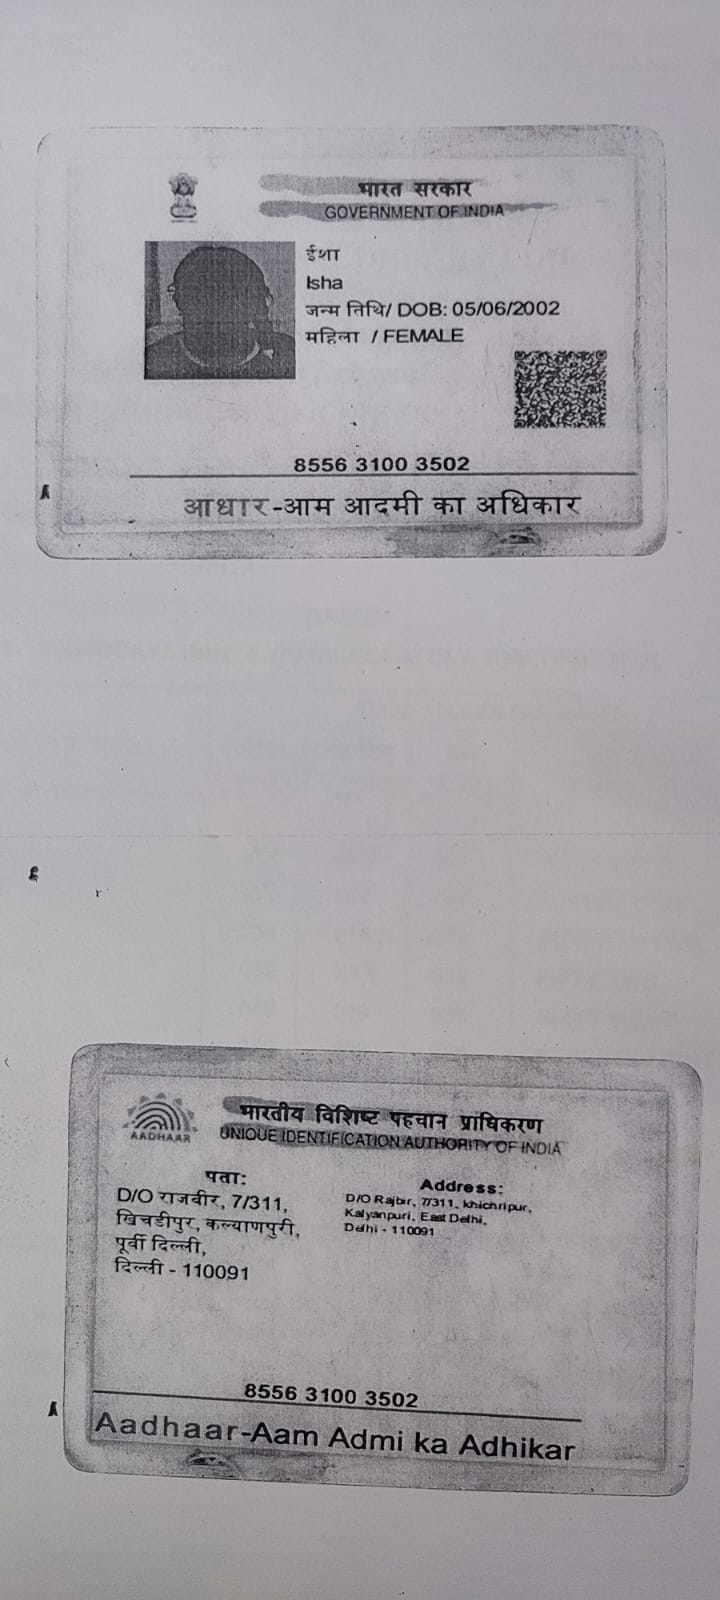 भारत सरकार
GOVERNMENT OF INDIA
ईशा
Isha
जन्म तिथि/ DOB: 05/06/2002
महिला / FEMALE
8556 3100 3502
आधार-आम आदमी का अधिकार
भारतीय विशिष्ट पहचान प्राधिकरण
AADHAAR
UNIQUE IDENTIFICATION AUTHORITY OF INDIA
पता:
D/O राजवीर, 7/311,
खिचडीपुर, कल्याणपुरी,
पूर्वी दिल्ली,
दिल्ली - 110091
Address:
D/O Rajbir, 7/311, khichripur,
Kalyanpuri, East Delhi,
Delhi - 110091
8556 3100 3502
Aadhaar-Aam Admi ka Adhikar